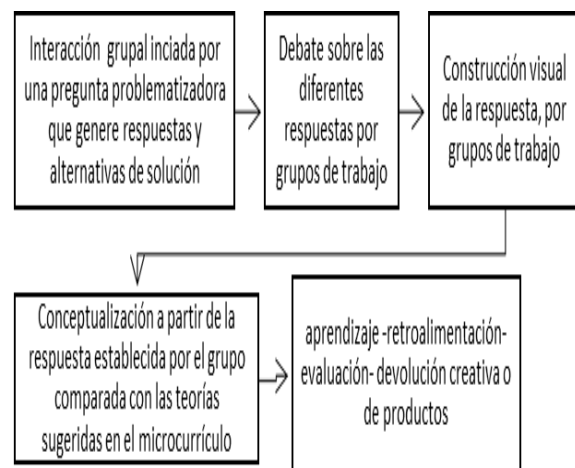 Interacción grupal inciada por
una pregunta problematizadora
que genere respuestas y
alternativas de solución
Debate sobre las
diferentes
respuestas por
grupos de trabajo
Construcción visual
de la respuesta, por
grupos de trabajo
Conceptualización a partir de la
respuesta establecida por el grupo
comparada con las teorías
sugeridas en el microcurrículo
aprendizaje -retroalimentación-
evaluación- devolución creativa o
de productos